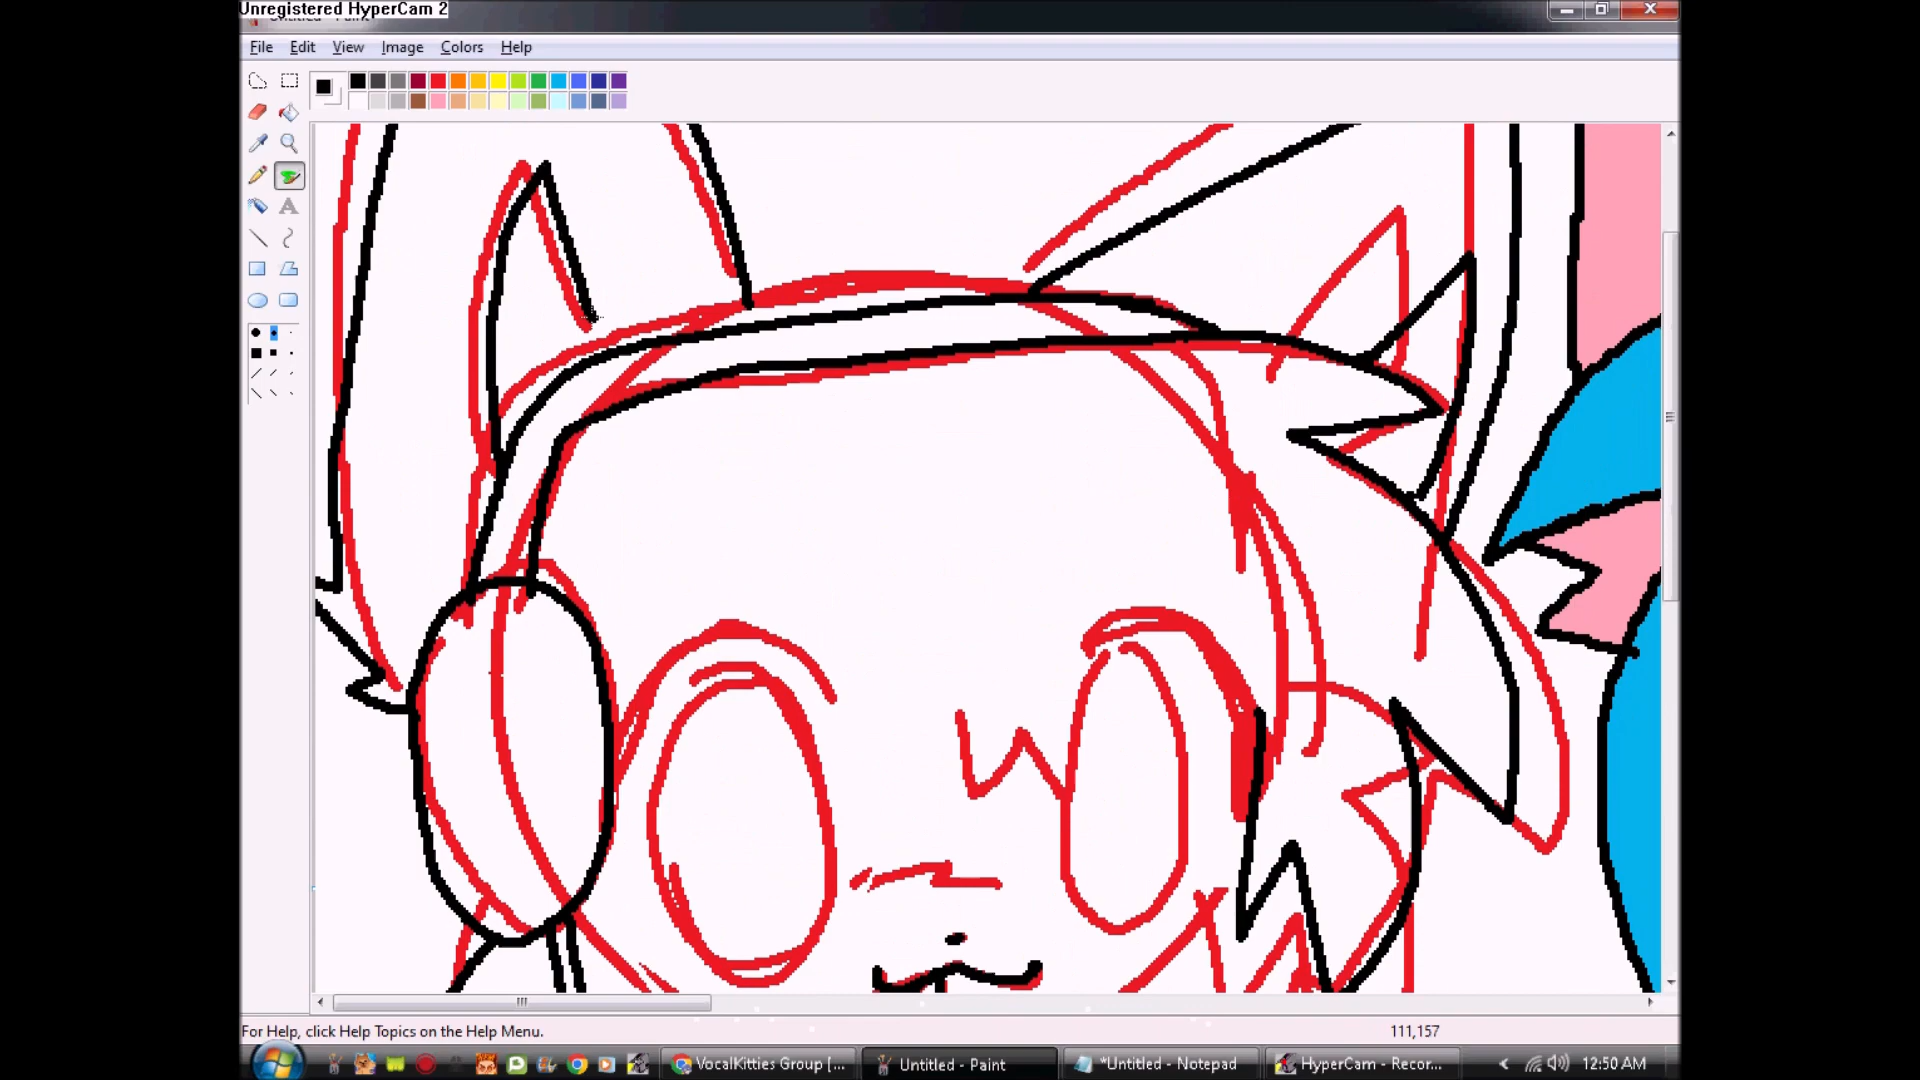 Unregistered HyperCam 2
File Edit View Image Colors Help
A
For Help, click Help Topics on the Help Menu.
111,157
VocalKitties Group [... Untitled - Paint *Untitled - Notepad HyperCam - Recor... 12:50 AM